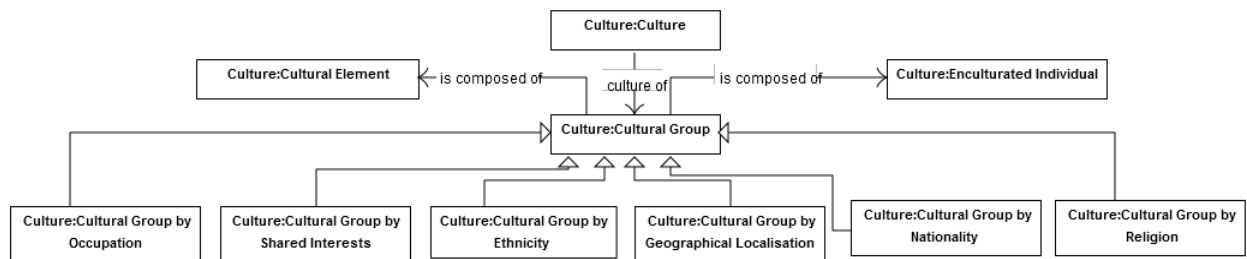 Culture:Culture
Culture:Cultural Element
is composed of
culture of
is composed of
Culture:Enculturated Individual
Culture:Cultural Group
Culture:Cultural Group by
Occupation
Culture:Cultural Group by
Shared Interests
Culture:Cultural Group by
Ethnicity
Culture:Cultural Group by
Geographical Localisation
Culture:Cultural Group by
Nationality
Culture:Cultural Group by
Religion